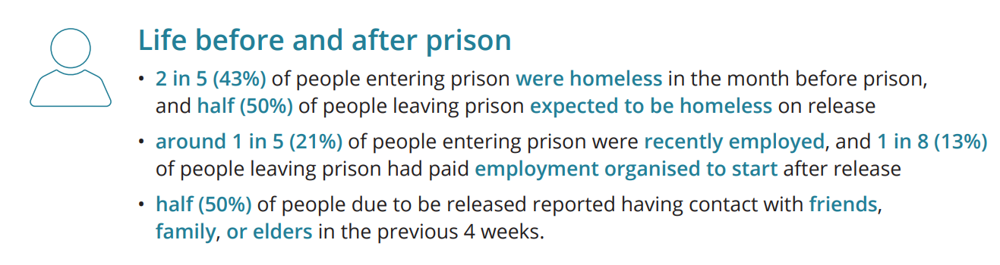 Life before and after prison
• 2 in 5 (43%) of people entering prison were homeless in the month before prison,
and half (50%) of people leaving prison expected to be homeless on release
• around 1 in 5 (21%) of people entering prison were recently employed, and 1 in 8 (13%)
of people leaving prison had paid employment organised to start after release
• half (50%) of people due to be released reported having contact with friends,
family, or elders in the previous 4 weeks.